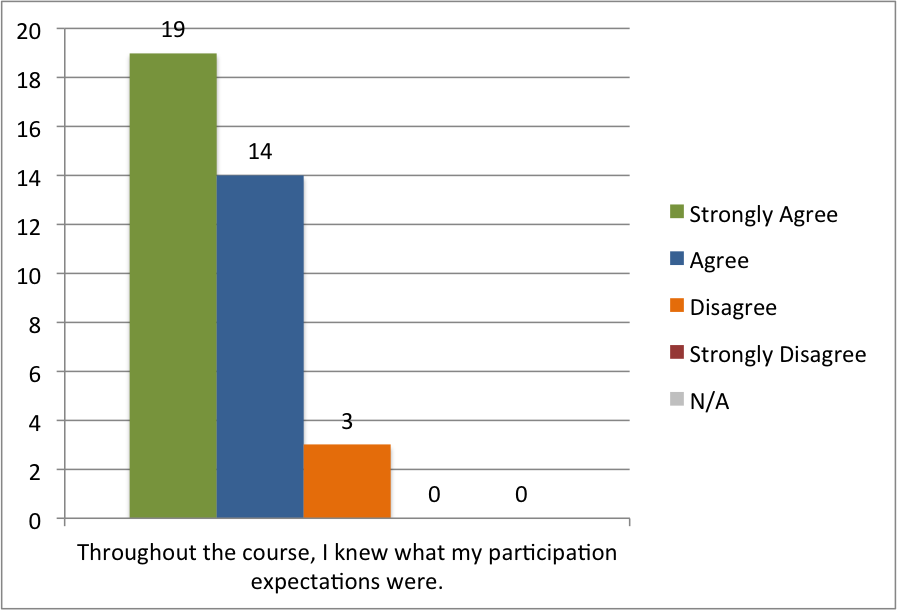 20
18
16
14
12
10
8
6
4
2
0
19
14
3
0
0
Throughout the course, I knew what my participation
expectations were.
Strongly Agree
Agree
Disagree
Strongly Disagree
N/A